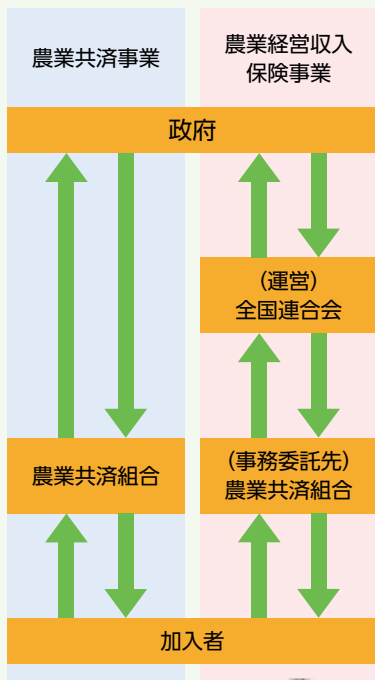 農業共済事業
農業経営収入
保険事業
政府
(運営)
全国連合会
農業共済組合
(事務委託先)
農業共済組合
加入者